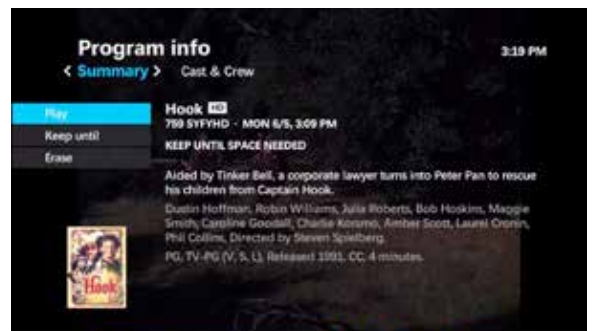 Program info
3:19 PM
< Summary > Cast & Crew
Play
Keep until
Erase
Hook HD
759 SYFYHD - MON 6/5, 3:09 PM
KEEP UNTIL SPACE NEEDED
Aided by Tinker Bell, a corporate lawyer turns into Peter Pan to rescue
his children from Captain Hook.
Dustin Hoffman, Robin Williams, Julia Roberts, Bob Hoskins, Maggie
Smith, Caroline Goodall, Charlie Korsmo, Amber Scott, Laurel Cronin,
Phil Collins, Directed by Steven Spielberg.
PG, TV-PG (V, S, L), Released 1991, CC, 4 minutes.
Hook